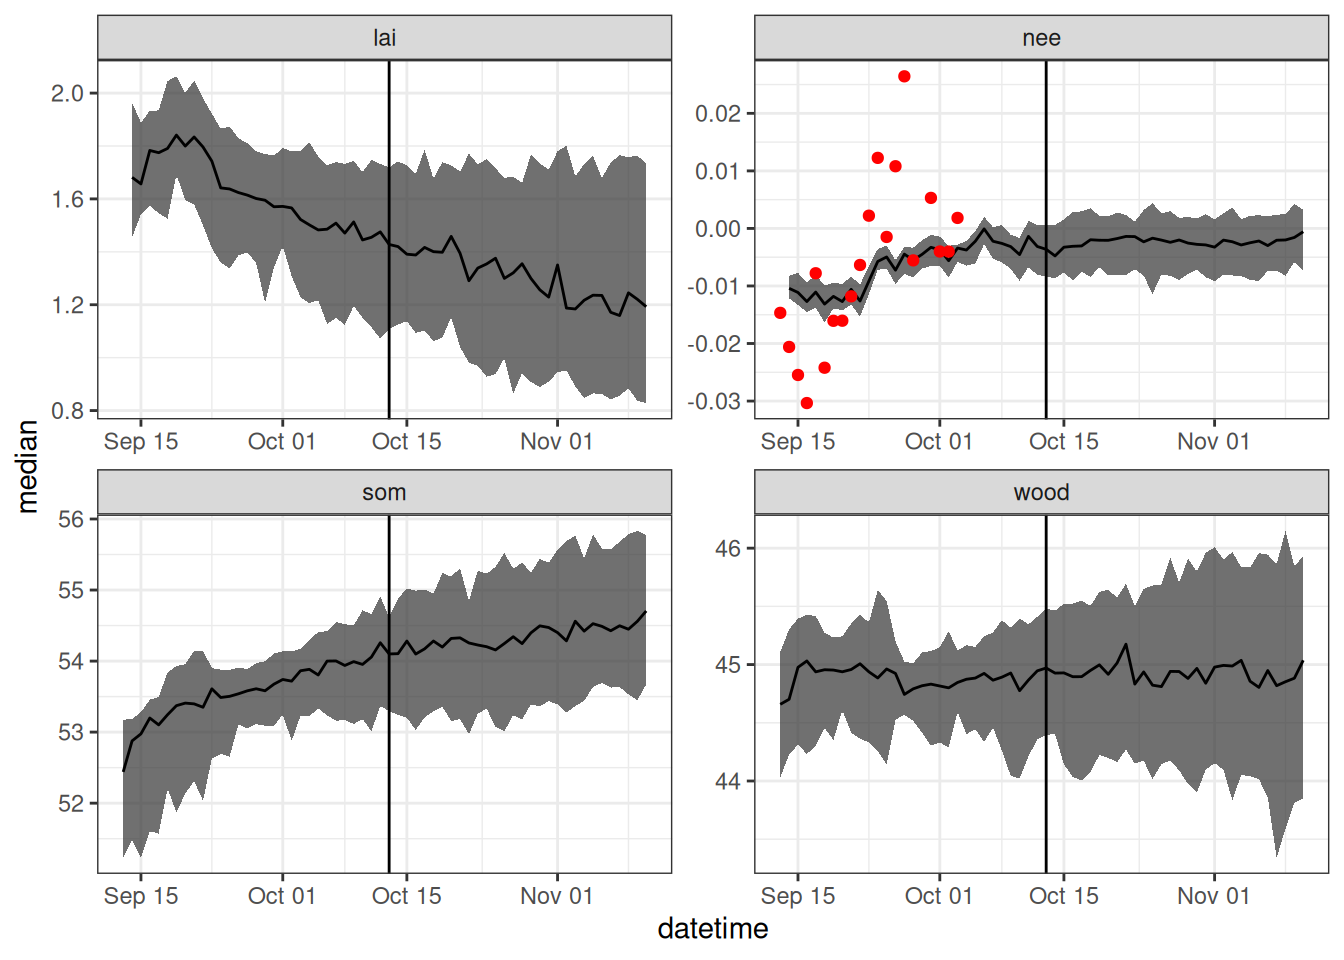 lai
nee
2.0
1.6
1.2
0.8
0.02
0.01
0.00
-0.01
-0.02
-0.03
Sep 15 Oct 01 Oct 15 Nov 01
Sep 15 Oct 01 Oct 15 Nov 01
median
som
wood
56
55
54
53
52
46
45
44
Sep 15 Oct 01 Oct 15 Nov 01
Sep 15 Oct 01 Oct 15 Nov 01
datetime